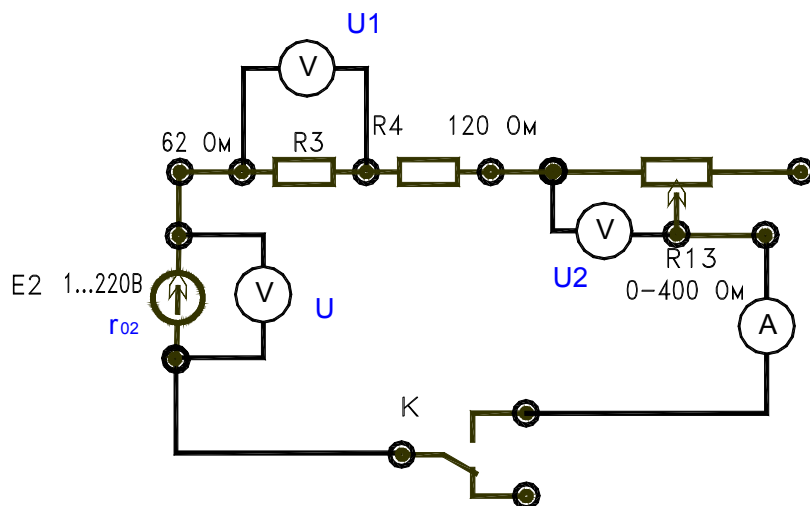 U1
V
62 Ом
R3
R4
120 Ом
V
U2
R13
0-400 Ом
E2
1...220В
r02
V
U
A
K